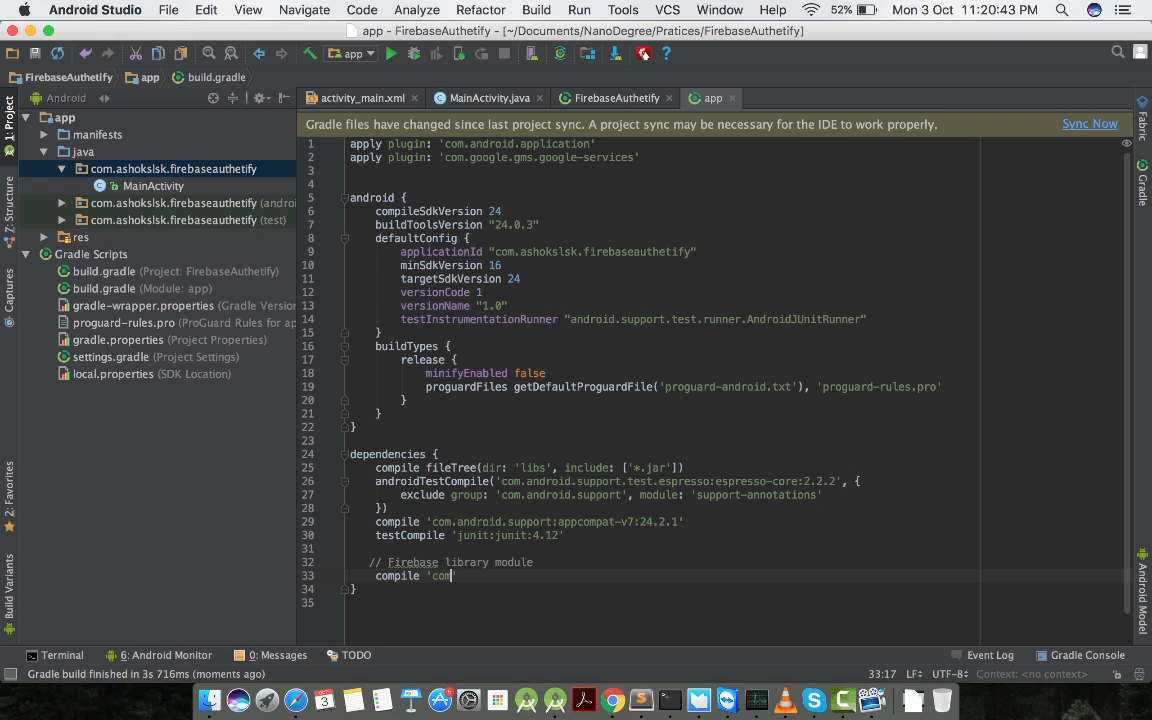 Android Studio File Edit View Navigate Code Analyze Refactor Build Run Tools VCS Window Help 52% Mon 3 Oct 11:20:43
app - FirebaseAuthetify - [~/Documents/NanoDegree/Pratices/FirebaseAuthetify]
app
FirebaseAuthetify app build.gradle
Android
activity_main.xml MainActivity.java FirebaseAuthetify app
Gradle files have changed since last project sync. A project sync may be necessary for the IDE to work properly. Sync Now
1: Project
Z: Structure
Captures
2: Favorites
Build Variants
app
manifests
java
com.ashokslsk.firebaseauthetify
MainActivity
com.ashokslsk.firebaseauthetify (androi
com.ashokslsk.firebaseauthetify (test)
res
Gradle Scripts
build.gradle (Project: FirebaseAuthetify)
build.gradle (Module: app)
gradle-wrapper.properties (Gradle Version
proguard-rules.pro (ProGuard Rules for ap
gradle.properties (Project Properties)
settings.gradle (Project Settings)
local.properties (SDK Location)
1 apply plugin: 'com.android.application'
2 apply plugin: 'com.google.gms.google-services'
3
4
5 android {
6 compileSdkVersion 24
7 buildToolsVersion "24.0.3"
8 defaultConfig {
9 applicationId "com.ashokslsk.firebaseauthetify"
10 minSdkVersion 16
11 targetSdkVersion 24
12 versionCode 1
13 versionName "1.0"
14 testInstrumentationRunner "android.support.test.runner.AndroidJUnitRunner"
15 }
16 buildTypes {
17 release {
18 minifyEnabled false
19 proguardFiles getDefaultProguardFile('proguard-android.txt'), 'proguard-rules.pro'
20 }
21 }
22 }
23
24 dependencies {
25 compile fileTree(dir: 'libs', include: ['*.jar'])
26 androidTestCompile('com.android.support.test.espresso:espresso-core:2.2.2', {
27 exclude group: 'com.android.support', module: 'support-annotations'
28 })
29 compile 'com.android.support:appcompat-v7:24.2.1'
30 testCompile 'junit:junit:4.12'
31
32 // Firebase library module
33 compile 'com'
34 }
35
Fabric
Gradle
Android Model
Terminal 6: Android Monitor 0: Messages TODO Event Log Gradle Console
Gradle build finished in 3s 716ms (moments ago) 33:17 LF÷ UTF-8÷ Context: <no context>